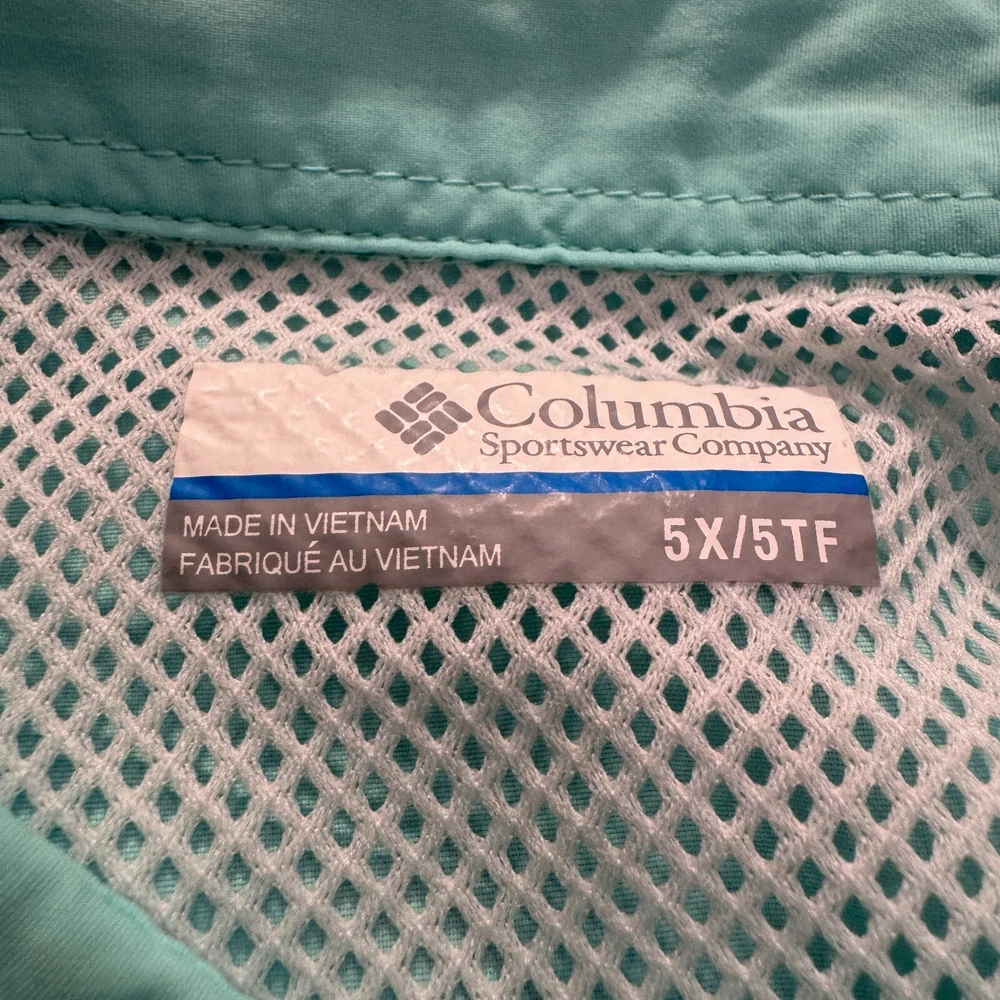 Columbia
Sportswear Company
MADE IN VIETNAM
FABRIQUÉ AU VIETNAM
5X/5TF